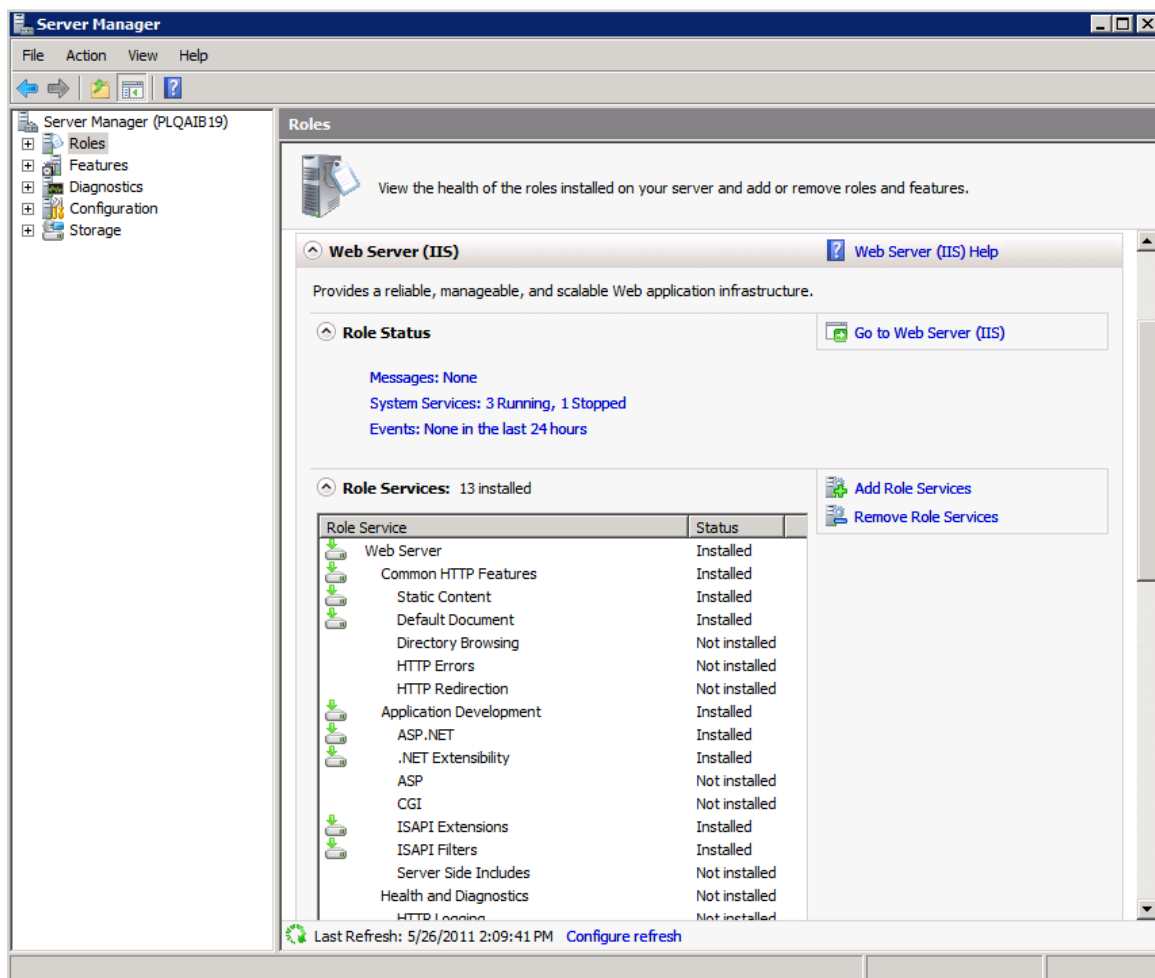 Server Manager
File Action View Help
Server Manager (PLQAIB19)
Roles
Features
Diagnostics
Configuration
Storage
Roles
View the health of the roles installed on your server and add or remove roles and features.
Web Server (IIS) Web Server (IIS) Help
Provides a reliable, manageable, and scalable Web application infrastructure.
Role Status Go to Web Server (IIS)
Messages: None
System Services: 3 Running, 1 Stopped
Events: None in the last 24 hours
Role Services: 13 installed Add Role Services
Remove Role Services
Role Service Status
Web Server Installed
Common HTTP Features Installed
Static Content Installed
Default Document Installed
Directory Browsing Not installed
HTTP Errors Not installed
HTTP Redirection Not installed
Application Development Installed
ASP.NET Installed
.NET Extensibility Installed
ASP Not installed
CGI Not installed
ISAPI Extensions Installed
ISAPI Filters Installed
Server Side Includes Not installed
Health and Diagnostics Not installed
HTTP Logging Not installed
Last Refresh: 5/26/2011 2:09:41 PM Configure refresh